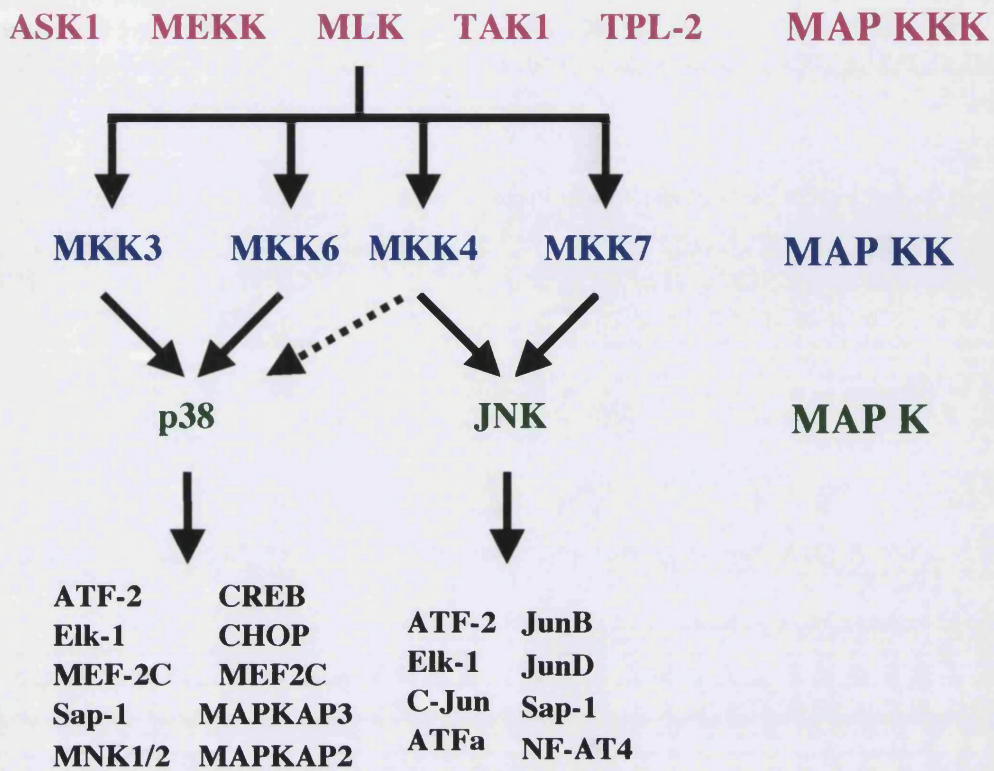 ASK1 MEKK MLK TAK1 TPL-2 MAP KKK
MKK3 MKK6 MKK4 MKK7 MAP KK
p38 JNK MAP K
ATF-2 CREB
Elk-1 CHOP
MEF-2C MEF2C
Sap-1 MAPKAP3
MNK1/2 MAPKAP2
ATF-2 JunB
Elk-1 JunD
C-Jun Sap-1
ATFa NF-AT4